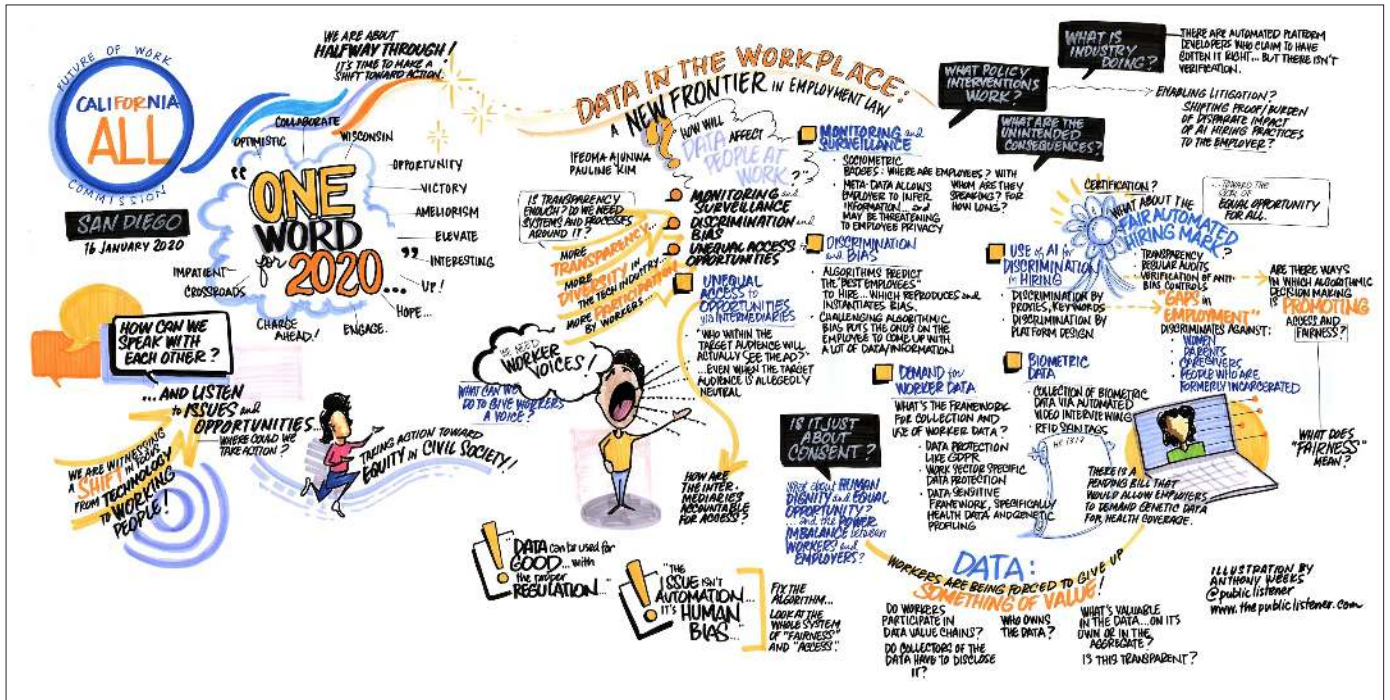 FUTURE OF WORK
CALIFORNIA
ALL
COMMISSION
SAN DIEGO
16 JANUARY 2020
WE ARE ABOUT
HALFWAY THROUGH!
IT'S TIME TO MAKE A
SHIFT TOWARD ACTION.
COLLABORATE
OPTIMISTIC
WISCONSIN
OPPORTUNITY
VICTORY
AMELIORISM
ELEVATE
INTERESTING
UP!
HOPE...
ENGAGE.
CHARGE
AHEAD!
CROSSROADS
IMPATIENT
"ONE
WORD
for
2020..."
HOW CAN WE
SPEAK WITH
EACH OTHER?
...AND LISTEN
to ISSUES and
OPPORTUNITIES...
WHERE COULD WE
TAKE ACTION?
WE ARE WITNESSING
A SHIFT IN FOCUS
FROM TECHNOLOGY
TO WORKING
PEOPLE!
TAKING ACTION TOWARD
EQUITY IN CIVIL SOCIETY!
DATA IN THE WORKPLACE:
A NEW FRONTIER IN EMPLOYMENT LAW
IFEOMA AJUNWA
PAULINE KIM
"HOW WILL
DATA AFFECT
PEOPLE AT
WORK?"
MONITORING and
SURVEILLANCE
DISCRIMINATION and
BIAS
UNEQUAL ACCESS to
OPPORTUNITIES
IS TRANSPARENCY
ENOUGH? DO WE NEED
SYSTEMS AND PROCESSES
AROUND IT?
MORE
TRANSPARENCY...
MORE
DIVERSITY IN
THE TECH INDUSTRY...
MORE PARTICIPATION
BY WORKERS...
WE NEED
WORKER
VOICES!
WHAT CAN WE
DO TO GIVE WORKERS
A VOICE?
UNEQUAL
ACCESS to
OPPORTUNITIES
VIA INTERMEDIARIES
"WHO WITHIN THE
TARGET AUDIENCE WILL
ACTUALLY SEE THE AD?"
...EVEN WHEN THE TARGET
AUDIENCE IS ALLEGEDLY
NEUTRAL
HOW ARE
THE INTER-
MEDIARIES
ACCOUNTABLE
FOR ACCESS?
MONITORING and
SURVEILLANCE
• SOCIOMETRIC
BADGES: WHERE ARE EMPLOYEES? WITH
WHOM ARE THEY
SPEAKING? FOR
HOW LONG?
• META-DATA ALLOWS
EMPLOYER TO INFER
INFORMATION... and
MAY BE THREATENING
TO EMPLOYEE PRIVACY
DISCRIMINATION
and BIAS
• ALGORITHMS PREDICT
THE "BEST EMPLOYEES"
TO HIRE... WHICH REPRODUCES and
INSTANTIATES BIAS.
• CHALLENGING ALGORITHMIC
BIAS PUTS THE ONUS ON THE
EMPLOYEE TO COME UP WITH
A LOT OF DATA/INFORMATION
DEMAND for
WORKER DATA
WHAT'S THE FRAMEWORK
FOR COLLECTION AND
USE OF WORKER DATA?
• DATA PROTECTION
LIKE GDPR
• WORK SECTOR SPECIFIC
DATA PROTECTION
• DATA-SENSITIVE
FRAMEWORK, SPECIFICALLY
HEALTH DATA AND GENETIC
PROFILING
IS IT JUST
ABOUT
CONSENT?
What about HUMAN
DIGNITY and EQUAL
OPPORTUNITY?
... and the POWER
IMBALANCE between
WORKERS and
EMPLOYERS?
WHAT IS
INDUSTRY
DOING?
THERE ARE AUTOMATED PLATFORM
DEVELOPERS WHO CLAIM TO HAVE
GOTTEN IT RIGHT... BUT THERE ISN'T
VERIFICATION.
WHAT POLICY
INTERVENTIONS
WORK?
ENABLING LITIGATION?
SHIFTING PROOF/BURDEN
OF DISPARATE IMPACT
OF AI HIRING PRACTICES
TO THE EMPLOYER?
WHAT ARE THE
UNINTENDED
CONSEQUENCES?
CERTIFICATION?
WHAT ABOUT THE
FAIR AUTOMATED
HIRING MARK?
...TOWARD THE
GOAL OF
EQUAL OPPORTUNITY
FOR ALL.
• TRANSPARENCY
• REGULAR AUDITS
• VERIFICATION OF ANTI-
BIAS CONTROLS
USE of AI for
DISCRIMINATION
in HIRING
• DISCRIMINATION BY
PROXIES, KEYWORDS
• DISCRIMINATION BY
PLATFORM DESIGN
"GAPS in
EMPLOYMENT"
DISCRIMINATES AGAINST:
• WOMEN
• PARENTS
• CAREGIVERS
• PEOPLE WHO ARE
FORMERLY INCARCERATED
ARE THERE WAYS
IN WHICH ALGORITHMIC
DECISION MAKING
IS PROMOTING
ACCESS AND
FAIRNESS?
WHAT DOES
"FAIRNESS"
MEAN?
BIOMETRIC
DATA
• COLLECTION OF BIOMETRIC
DATA VIA AUTOMATED
VIDEO INTERVIEWING
• RFID SKIN TAGS
HR 1313
THERE IS A
PENDING BILL THAT
WOULD ALLOW EMPLOYERS
TO DEMAND GENETIC DATA
FOR HEALTH COVERAGE.
DATA can be used for
GOOD... with
the proper
REGULATION...
"THE
ISSUE ISN'T
AUTOMATION...
IT'S HUMAN
BIAS..."
FIX THE
ALGORITHM...
LOOK AT THE
WHOLE SYSTEM
OF "FAIRNESS"
AND "ACCESS."
DATA:
WORKERS ARE BEING FORCED TO GIVE UP
SOMETHING OF VALUE!
DO WORKERS
PARTICIPATE IN
DATA VALUE CHAINS?
DO COLLECTORS OF THE
DATA HAVE TO DISCLOSE
IT?
WHO OWNS
THE DATA?
WHAT'S VALUABLE
IN THE DATA... ON ITS
OWN OR IN THE
AGGREGATE?
IS THIS TRANSPARENT?
ILLUSTRATION BY
ANTHONY WEEKS
@publiclistener
www.thepubliclistener.com